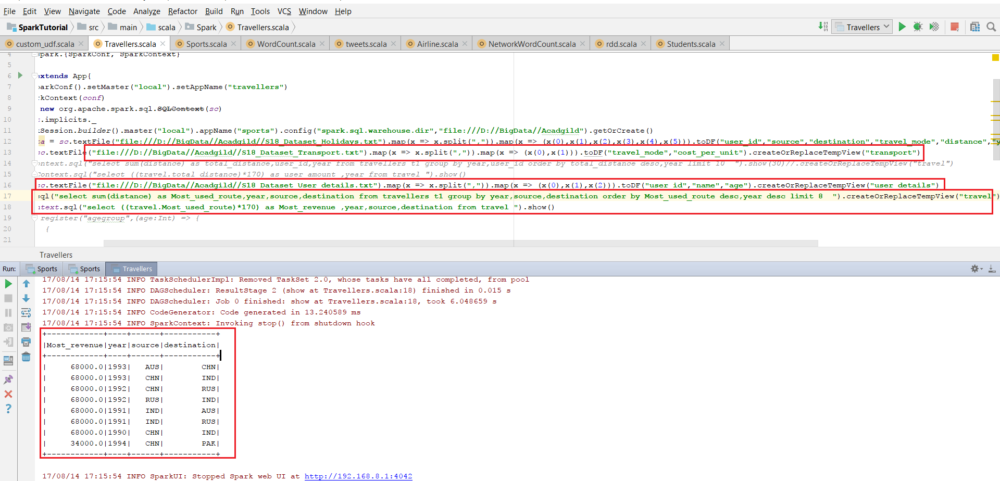 File Edit View Navigate Code Analyze Refactor Build Run Tools VCS Window Help
SparkTutorial src main scala Spark Travellers.scala Travellers
custom_udf.scala Travellers.scala Sports.scala WordCount.scala tweets.scala Airline.scala NetworkWordCount.scala rdd.scala Students.scala
4 spark.{SparkConf, SparkContext}
5
6 extends App{
7 parkConf().setMaster("local").setAppName("travellers")
8 rkContext(conf)
9 new org.apache.spark.sql.SQLContext(sc)
10 c.implicits._
11 kSession.builder().master("local").appName("sports").config("spark.sql.warehouse.dir","file:///D://BigData//Acadgild").getOrCreate()
12 ta = sc.textFile("file:///D://BigData//Acadgild//S18_Dataset_Holidays.txt").map(x => x.split(",")).map(x => (x(0),x(1),x(2),x(3),x(4),x(5))).toDF("user_id","source","destination","travel_mode","distance","y
13 sc.textFile("file:///D://BigData//Acadgild//S18_Dataset_Transport.txt").map(x => x.split(",")).map(x => (x(0),x(1))).toDF("travel_mode","cost_per_unit").createOrReplaceTempView("transport")
14 ontext.sql("select sum(distance) as total_distance,user_id,year from travellers t1 group by year,user_id order by total_distance desc,year limit 10  ").show(30)//.createOrReplaceTempView("travel")
15 Context.sql("select ((travel.total_distance)*170) as user_amount ,year from travel ").show()
16 sc.textFile("file:///D://BigData//Acadgild//S18_Dataset_User_details.txt").map(x => x.split(",")).map(x => (x(0),x(1),x(2))).toDF("user_id","name","age").createOrReplaceTempView("user_details")
17 sql("select sum(distance) as Most_used_route,year,source,destination from travellers t1 group by year,source,destination order by Most_used_route desc,year desc limit 8  ").createOrReplaceTempView("travel")
18 ntext.sql("select ((travel.Most_used_route)*170) as Most_revenue ,year,source,destination from travel ").show()
19 register("agegroup",(age:Int) => {
20 {
21
Travellers
Run: Sports Sports Travellers
17/08/14 17:15:54 INFO TaskSchedulerImpl: Removed TaskSet 2.0, whose tasks have all completed, from pool
17/08/14 17:15:54 INFO DAGScheduler: ResultStage 2 (show at Travellers.scala:18) finished in 0.015 s
17/08/14 17:15:54 INFO DAGScheduler: Job 0 finished: show at Travellers.scala:18, took 6.048659 s
17/08/14 17:15:54 INFO CodeGenerator: Code generated in 13.240589 ms
17/08/14 17:15:54 INFO SparkContext: Invoking stop() from shutdown hook
+------------+----+------+-----------+
|Most_revenue|year|source|destination|
+------------+----+------+-----------+
|     68000.0|1993|   AUS|        CHN|
|     68000.0|1993|   CHN|        IND|
|     68000.0|1992|   CHN|        RUS|
|     68000.0|1992|   RUS|        IND|
|     68000.0|1991|   IND|        AUS|
|     68000.0|1991|   IND|        RUS|
|     68000.0|1990|   CHN|        IND|
|     34000.0|1994|   CHN|        PAK|
+------------+----+------+-----------+
17/08/14 17:15:54 INFO SparkUI: Stopped Spark web UI at http://192.168.8.1:4042